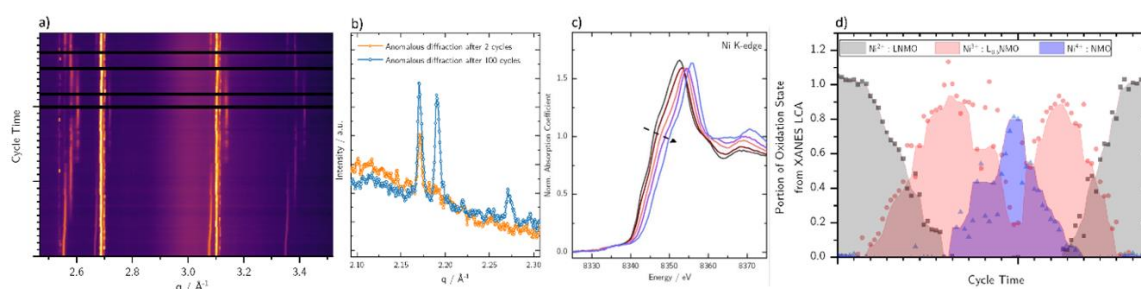 a)
Cycle Time
2.6
2.8
3.0
3.2
3.4
q / Å⁻¹
b)
Anomalous diffraction after 2 cycles
Anomalous diffraction after 100 cycles
Intensity / a.u.
2.10
2.15
2.20
2.25
2.30
q / Å⁻¹
c)
Ni K-edge
Norm. Absorption Coefficient
1.5
1.0
0.5
0.0
8330
8340
8350
8360
8370
Energy / eV
d)
Ni²⁺ : LNMO
Ni³⁺ : L₀.₅NMO
Ni⁴⁺ : NMO
Portion of Oxidation State
from XANES LCA
1.2
1.0
0.8
0.6
0.4
0.2
0.0
Cycle Time